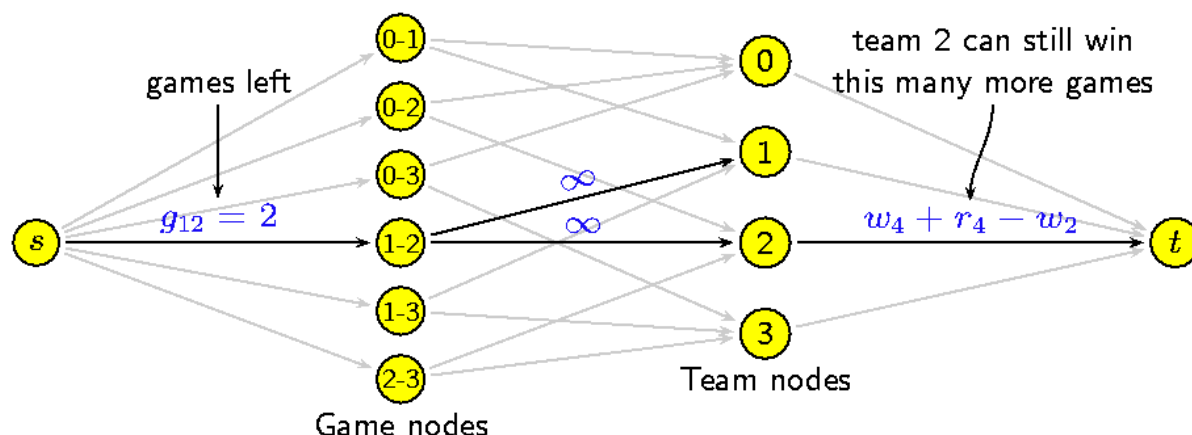 0-1
0
team 2 can still win
this many more games
games left
0-2
1
0-3
∞
s
g₁₂ = 2
1-2
∞
2
w₄ + r₄ − w₂
t
1-3
3
2-3
Team nodes
Game nodes